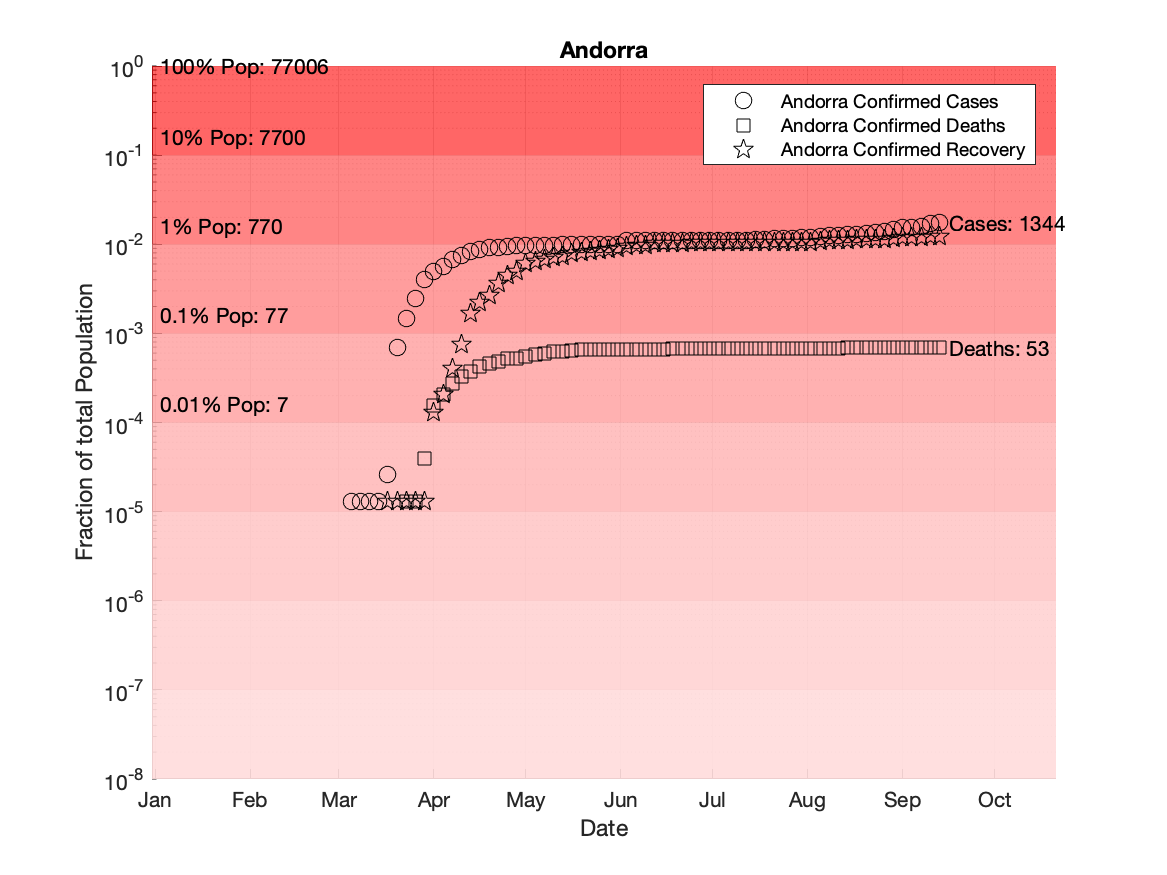 Andorra
100% Pop: 77006
10% Pop: 7700
1% Pop: 770
0.1% Pop: 77
0.01% Pop: 7
Andorra Confirmed Cases
Andorra Confirmed Deaths
Andorra Confirmed Recovery
Cases: 1344
Deaths: 53
10^0
10^-1
10^-2
10^-3
10^-4
10^-5
10^-6
10^-7
10^-8
Fraction of total Population
Jan Feb Mar Apr May Jun Jul Aug Sep Oct
Date